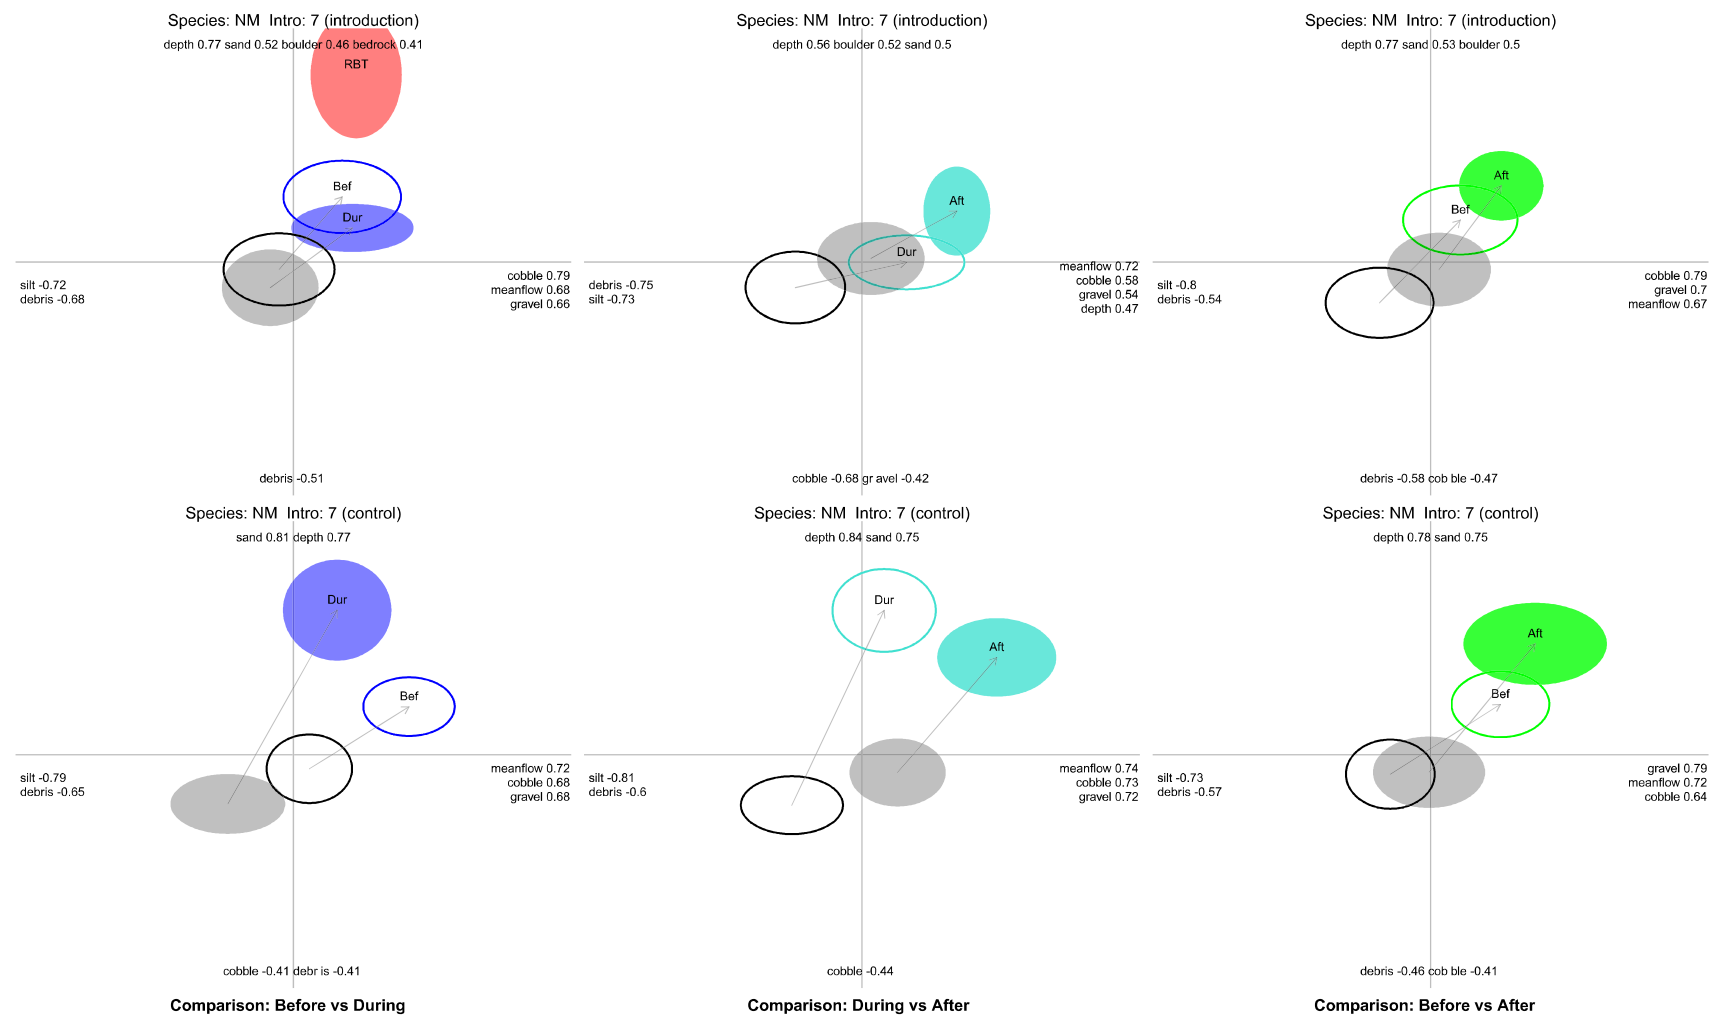 Species: NM  Intro: 7 (introduction)
depth 0.77 sand 0.52 boulder 0.46 bedrock 0.41
RBT
Bef
Dur
silt -0.72
debris -0.68
cobble 0.79
meanflow 0.68
gravel 0.66
debris -0.51
Species: NM  Intro: 7 (introduction)
depth 0.56 boulder 0.52 sand 0.5
Aft
Dur
debris -0.75
silt -0.73
meanflow 0.72
cobble 0.58
gravel 0.54
depth 0.47
cobble -0.68 gr avel -0.42
Species: NM  Intro: 7 (introduction)
depth 0.77 sand 0.53 boulder 0.5
Aft
Bef
silt -0.8
debris -0.54
cobble 0.79
gravel 0.7
meanflow 0.67
debris -0.58 cob ble -0.47
Species: NM  Intro: 7 (control)
sand 0.81 depth 0.77
Dur
Bef
silt -0.79
debris -0.65
meanflow 0.72
cobble 0.68
gravel 0.68
cobble -0.41 debr is -0.41
Comparison: Before vs During
Species: NM  Intro: 7 (control)
depth 0.84 sand 0.75
Dur
Aft
silt -0.81
debris -0.6
meanflow 0.74
cobble 0.73
gravel 0.72
cobble -0.44
Comparison: During vs After
Species: NM  Intro: 7 (control)
depth 0.78 sand 0.75
Aft
Bef
silt -0.73
debris -0.57
gravel 0.79
meanflow 0.72
cobble 0.64
debris -0.46 cob ble -0.41
Comparison: Before vs After